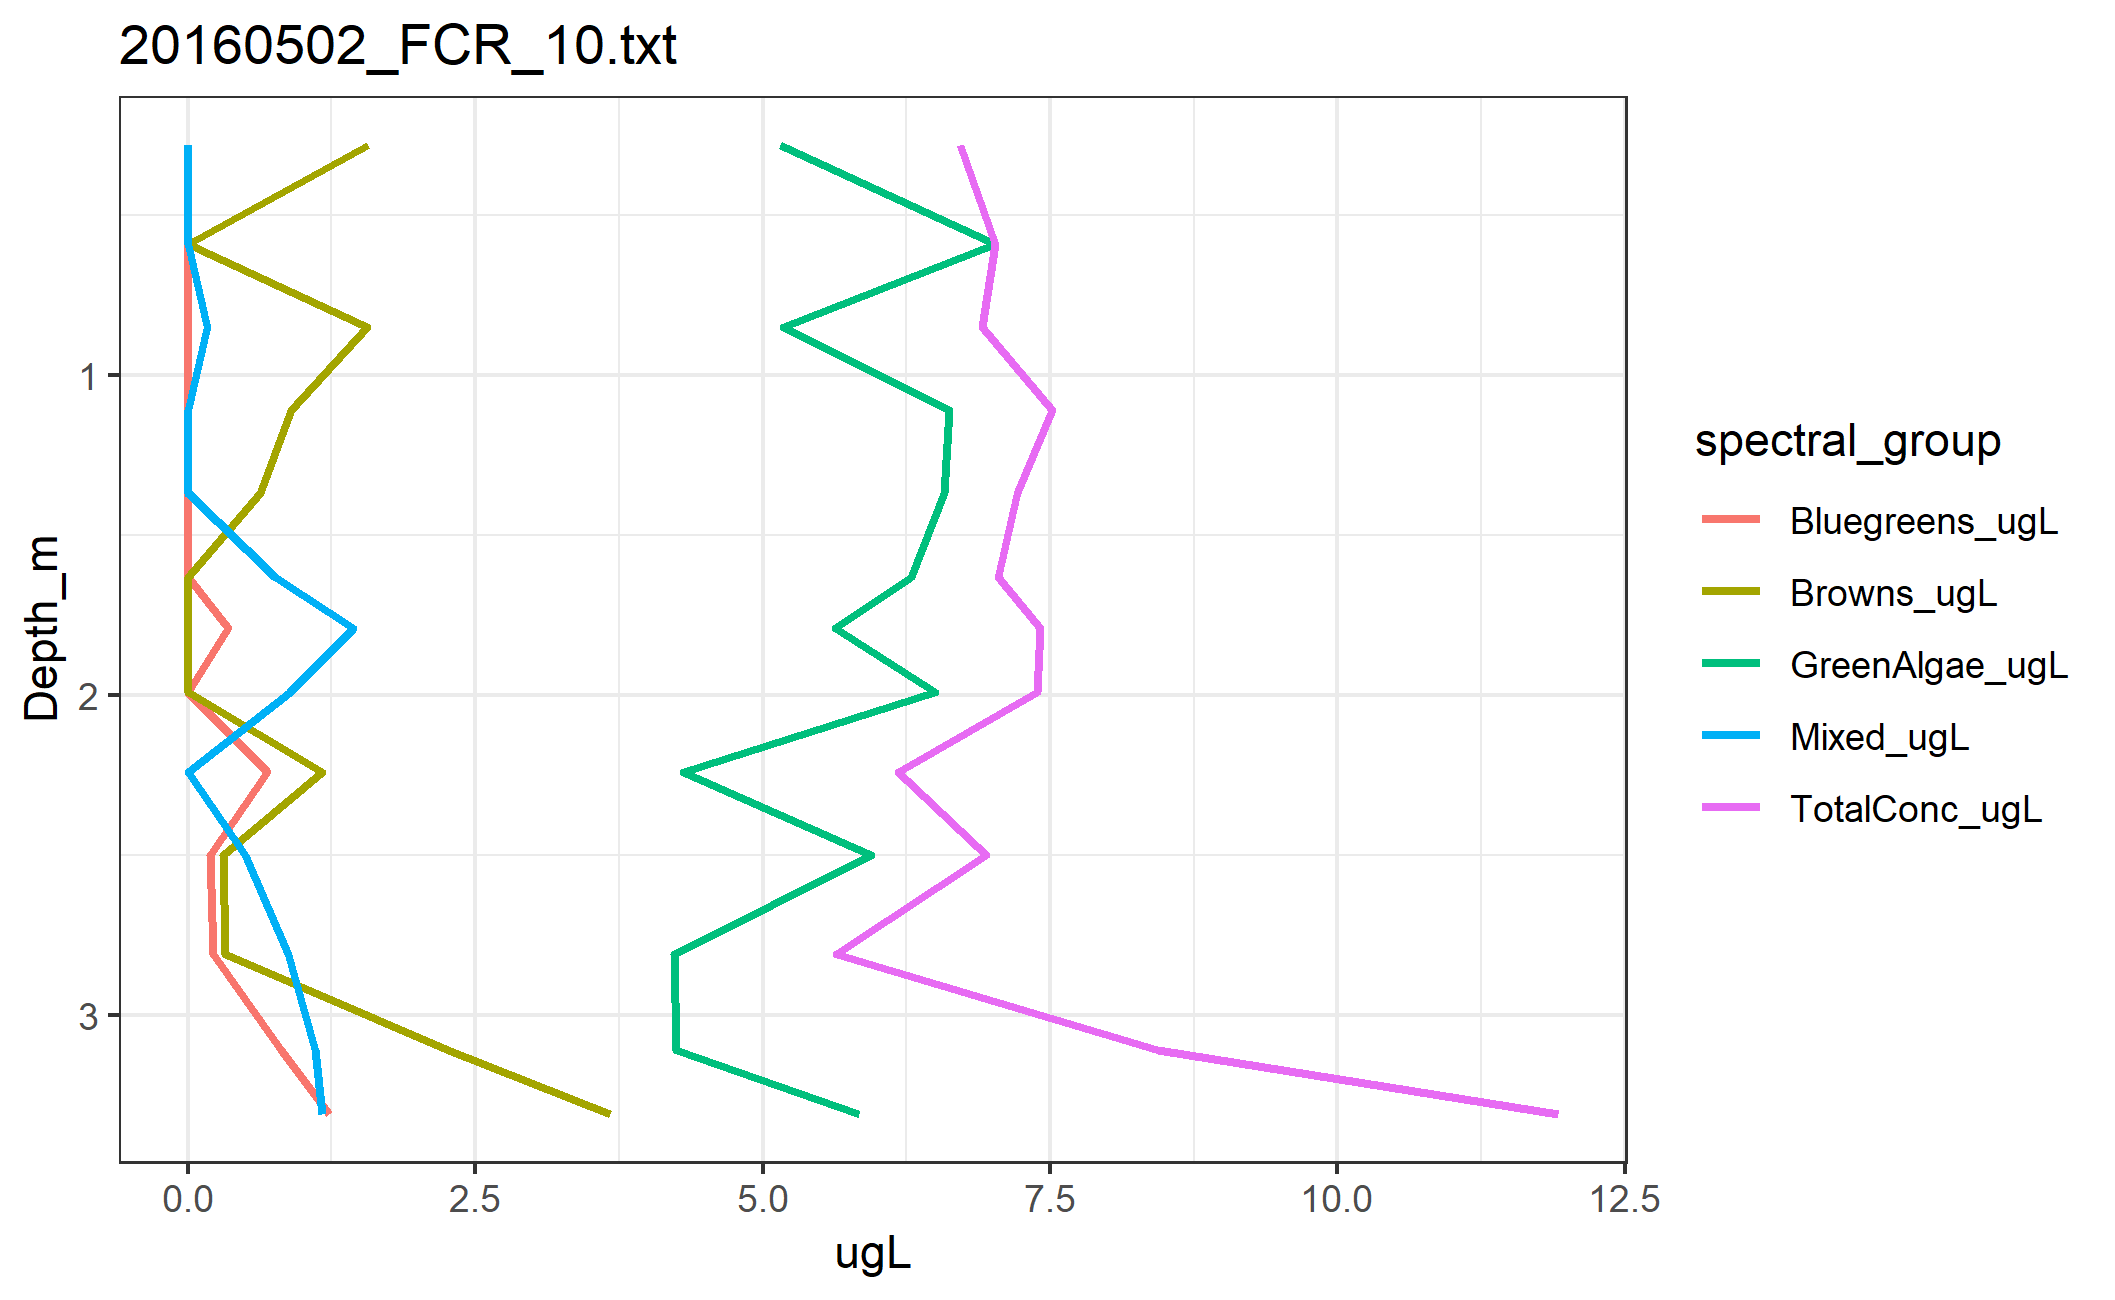 20160502_FCR_10.txt
Depth_m
1
2
3
0.0 2.5 5.0 7.5 10.0 12.5
ugL
spectral_group
Bluegreens_ugL
Browns_ugL
GreenAlgae_ugL
Mixed_ugL
TotalConc_ugL